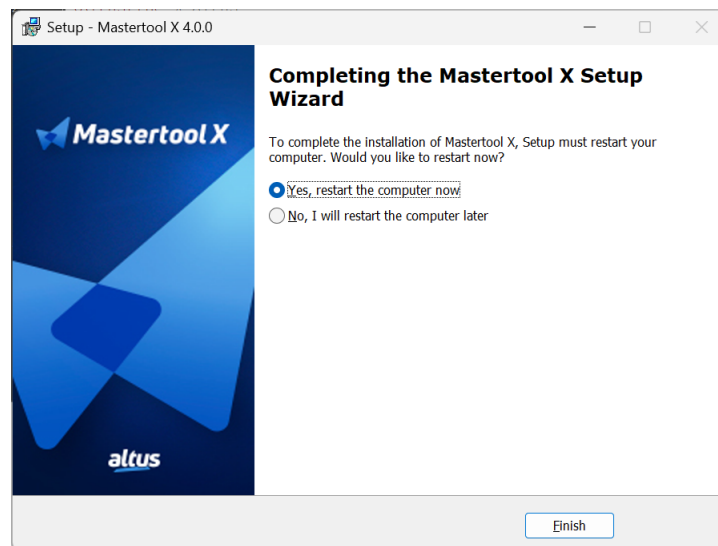 Setup - Mastertool X 4.0.0
Mastertool X
altus
Completing the Mastertool X Setup
Wizard
To complete the installation of Mastertool X, Setup must restart your
computer. Would you like to restart now?
Yes, restart the computer now
No, I will restart the computer later
Finish